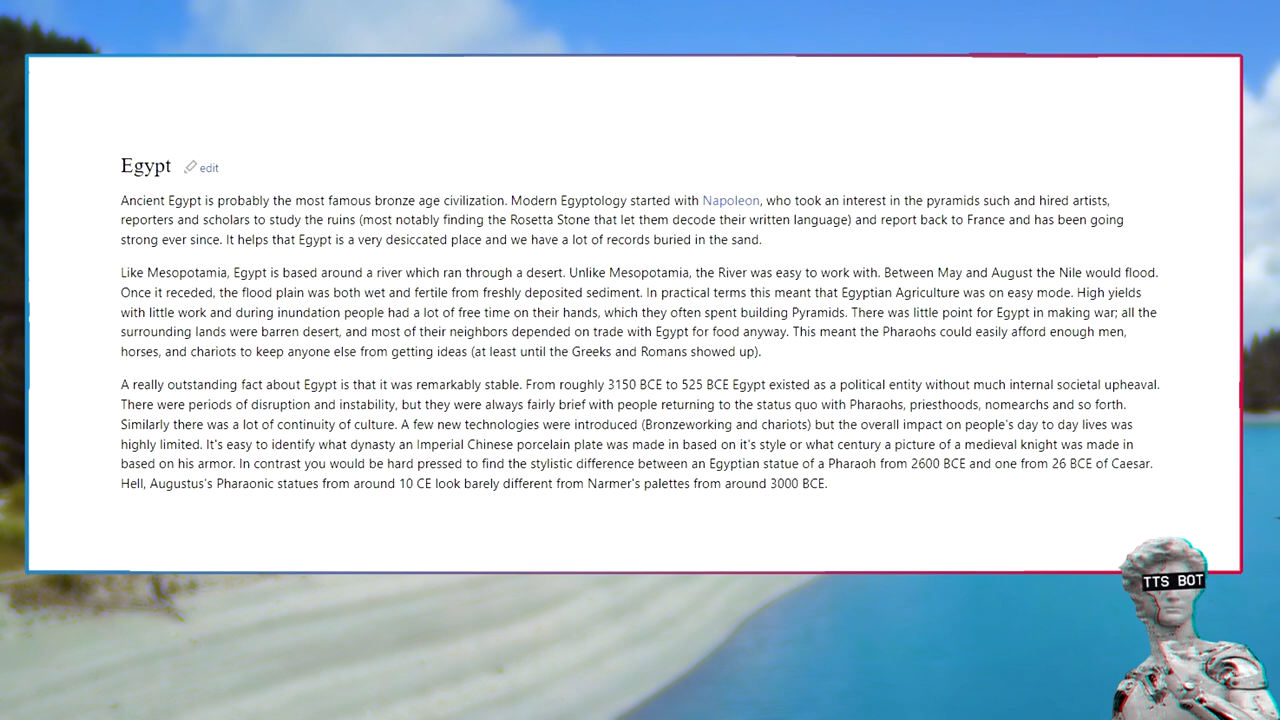 Egypt edit
Ancient Egypt is probably the most famous bronze age civilization. Modern Egyptology started with Napoleon, who took an interest in the pyramids such and hired artists,
reporters and scholars to study the ruins (most notably finding the Rosetta Stone that let them decode their written language) and report back to France and has been going
strong ever since. It helps that Egypt is a very desiccated place and we have a lot of records buried in the sand.
Like Mesopotamia, Egypt is based around a river which ran through a desert. Unlike Mesopotamia, the River was easy to work with. Between May and August the Nile would flood.
Once it receded, the flood plain was both wet and fertile from freshly deposited sediment. In practical terms this meant that Egyptian Agriculture was on easy mode. High yields
with little work and during inundation people had a lot of free time on their hands, which they often spent building Pyramids. There was little point for Egypt in making war; all the
surrounding lands were barren desert, and most of their neighbors depended on trade with Egypt for food anyway. This meant the Pharaohs could easily afford enough men,
horses, and chariots to keep anyone else from getting ideas (at least until the Greeks and Romans showed up).
A really outstanding fact about Egypt is that it was remarkably stable. From roughly 3150 BCE to 525 BCE Egypt existed as a political entity without much internal societal upheaval.
There were periods of disruption and instability, but they were always fairly brief with people returning to the status quo with Pharaohs, priesthoods, nomearchs and so forth.
Similarly there was a lot of continuity of culture. A few new technologies were introduced (Bronzeworking and chariots) but the overall impact on people's day to day lives was
highly limited. It's easy to identify what dynasty an Imperial Chinese porcelain plate was made in based on it's style or what century a picture of a medieval knight was made in
based on his armor. In contrast you would be hard pressed to find the stylistic difference between an Egyptian statue of a Pharaoh from 2600 BCE and one from 26 BCE of Caesar.
Hell, Augustus's Pharaonic statues from around 10 CE look barely different from Narmer's palettes from around 3000 BCE.
TTS BOT